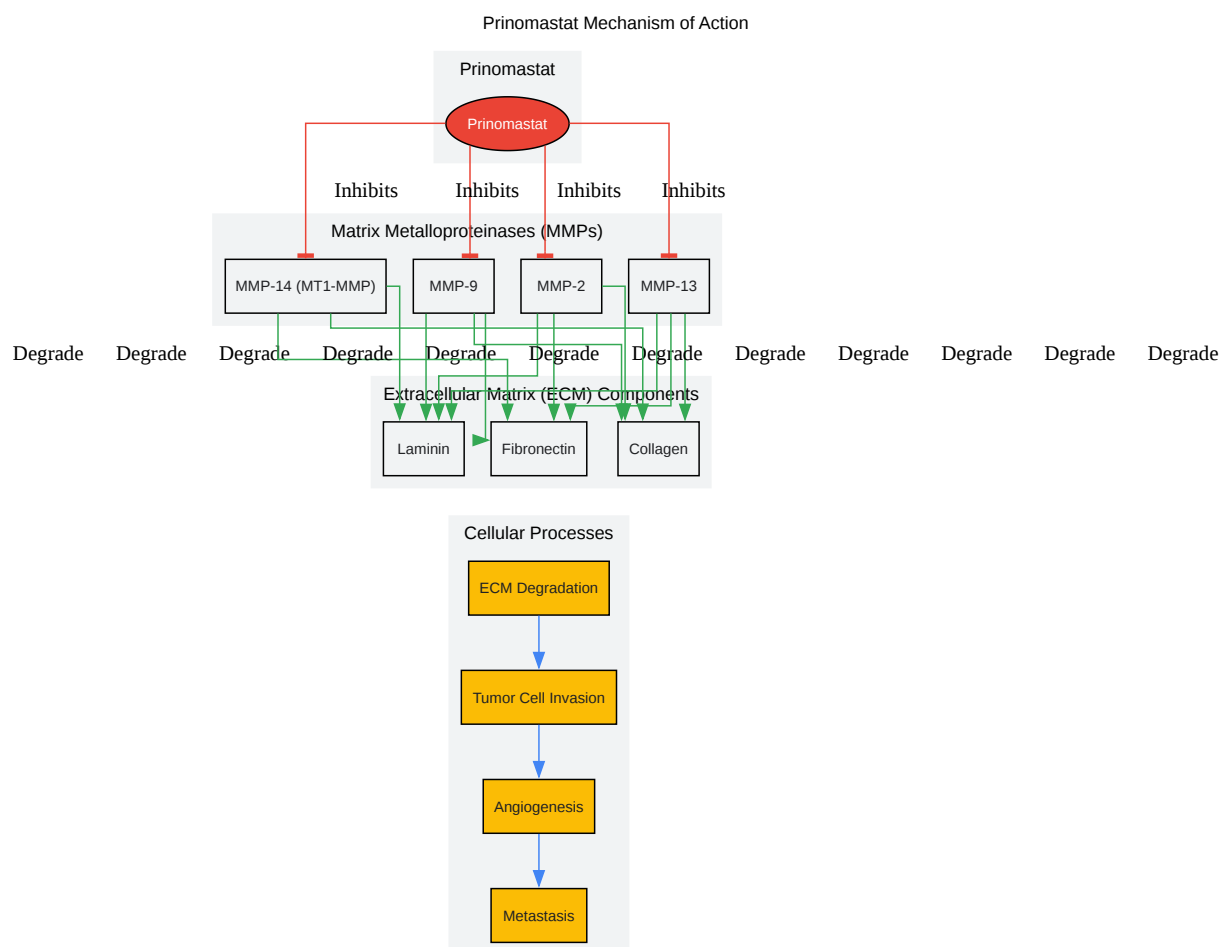 Prinomastat Mechanism of Action
Prinomastat
Prinomastat
Inhibits Inhibits Inhibits Inhibits
Matrix Metalloproteinases (MMPs)
MMP-14 (MT1-MMP) MMP-9 MMP-2 MMP-13
Degrade Degrade Degrade Degrade Degrade Degrade Degrade Degrade Degrade Degrade Degrade Degrade
Extracellular Matrix (ECM) Components
Laminin Fibronectin Collagen
Cellular Processes
ECM Degradation
Tumor Cell Invasion
Angiogenesis
Metastasis